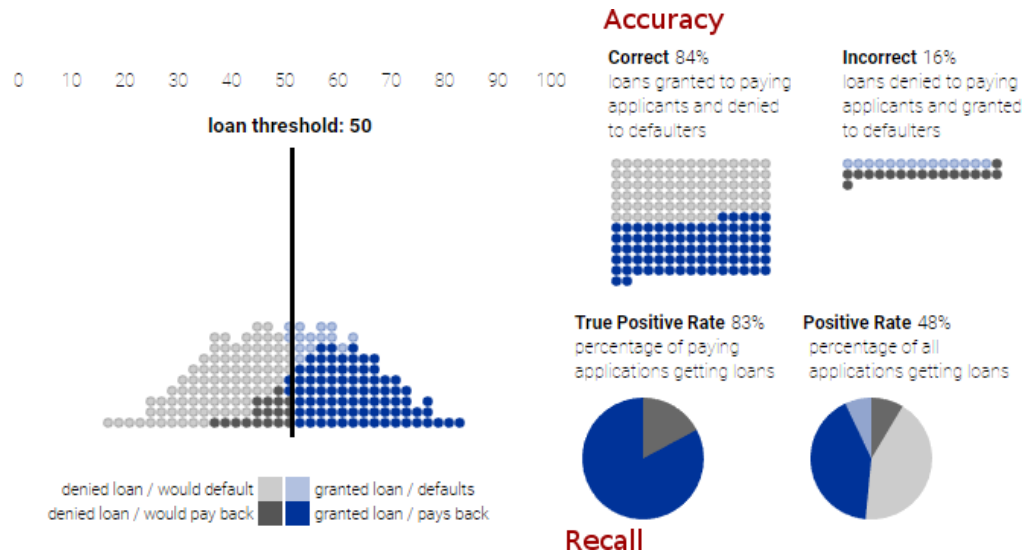 Accuracy
0 10 20 30 40 50 60 70 80 90 100
loan threshold: 50
Correct 84%
loans granted to paying
applicants and denied
to defaulters
Incorrect 16%
loans denied to paying
applicants and granted
to defaulters
True Positive Rate 83%
percentage of paying
applications getting loans
Positive Rate 48%
percentage of all
applications getting loans
denied loan / would default
granted loan / defaults
denied loan / would pay back
granted loan / pays back
Recall